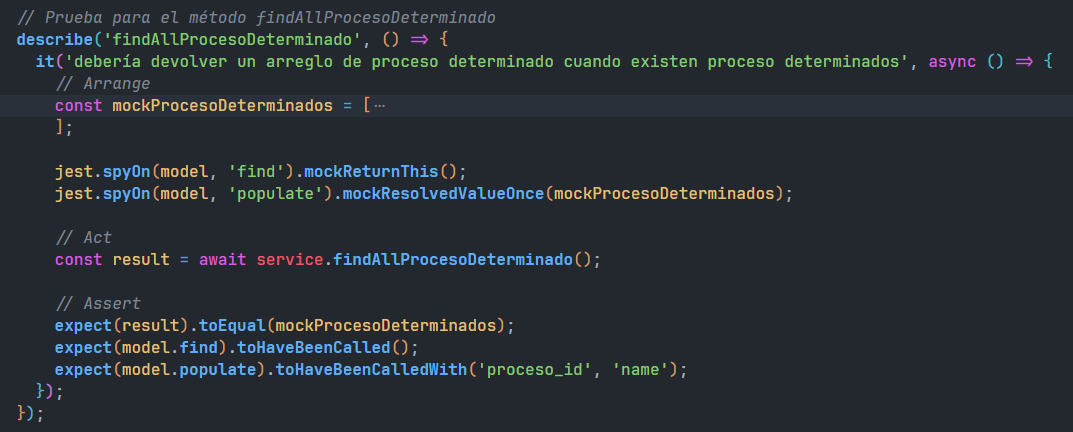 // Prueba para el método findAllProcesoDeterminado
describe('findAllProcesoDeterminado', () => {
  it('debería devolver un arreglo de proceso determinado cuando existen proceso determinados', async () => {
    // Arrange
    const mockProcesoDeterminados = [ ···
    ];

    jest.spyOn(model, 'find').mockReturnThis();
    jest.spyOn(model, 'populate').mockResolvedValueOnce(mockProcesoDeterminados);

    // Act
    const result = await service.findAllProcesoDeterminado();

    // Assert
    expect(result).toEqual(mockProcesoDeterminados);
    expect(model.find).toHaveBeenCalled();
    expect(model.populate).toHaveBeenCalledWith('proceso_id', 'name');
  });
});